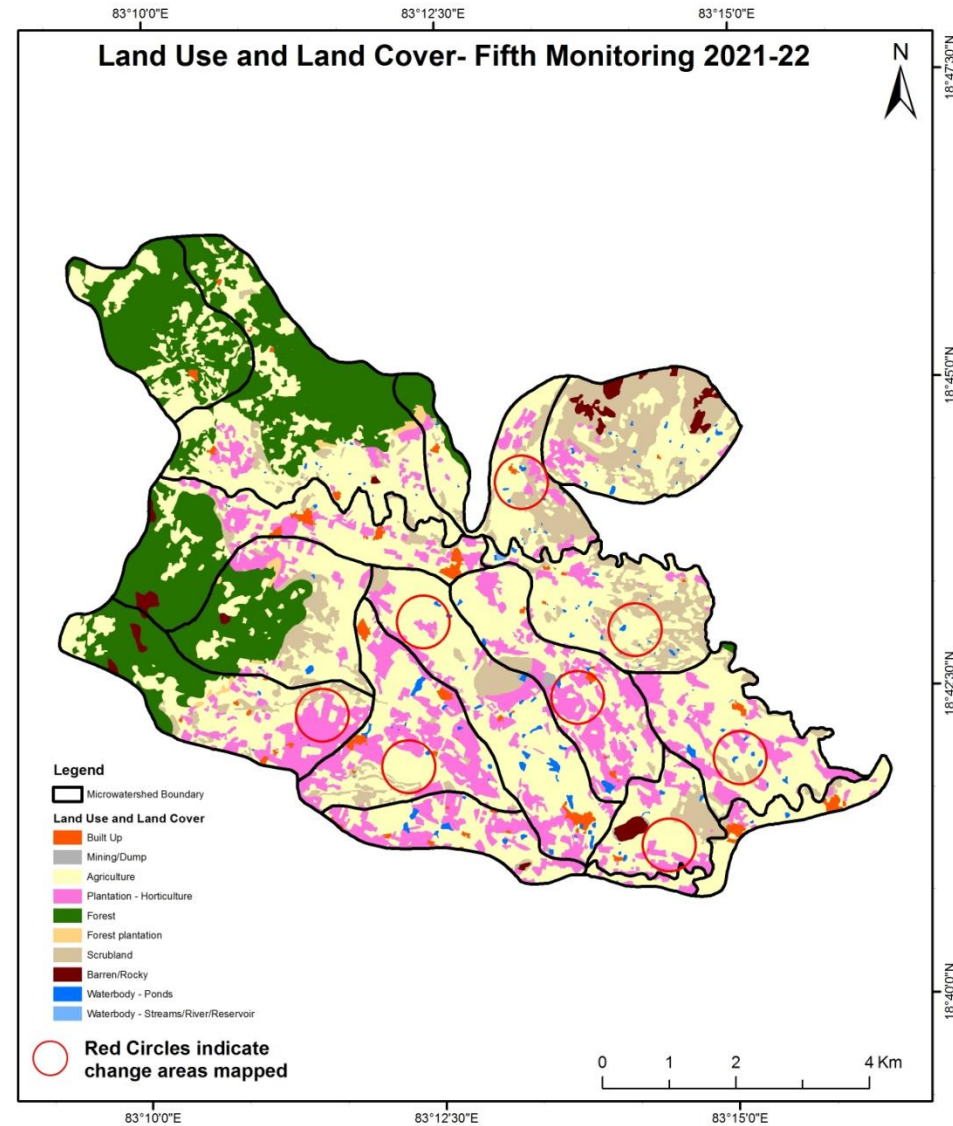 83°10'0"E
83°12'30"E
83°15'0"E
Land Use and Land Cover- Fifth Monitoring 2021-22
N
18°47'30"N
18°45'0"N
18°42'30"N
18°40'0"N
Legend
Microwatershed Boundary
Land Use and Land Cover
Built Up
Mining/Dump
Agriculture
Plantation - Horticulture
Forest
Forest plantation
Scrubland
Barren/Rocky
Waterbody - Ponds
Waterbody - Streams/River/Reservoir
Red Circles indicate
change areas mapped
0 1 2 4 Km
83°10'0"E
83°12'30"E
83°15'0"E